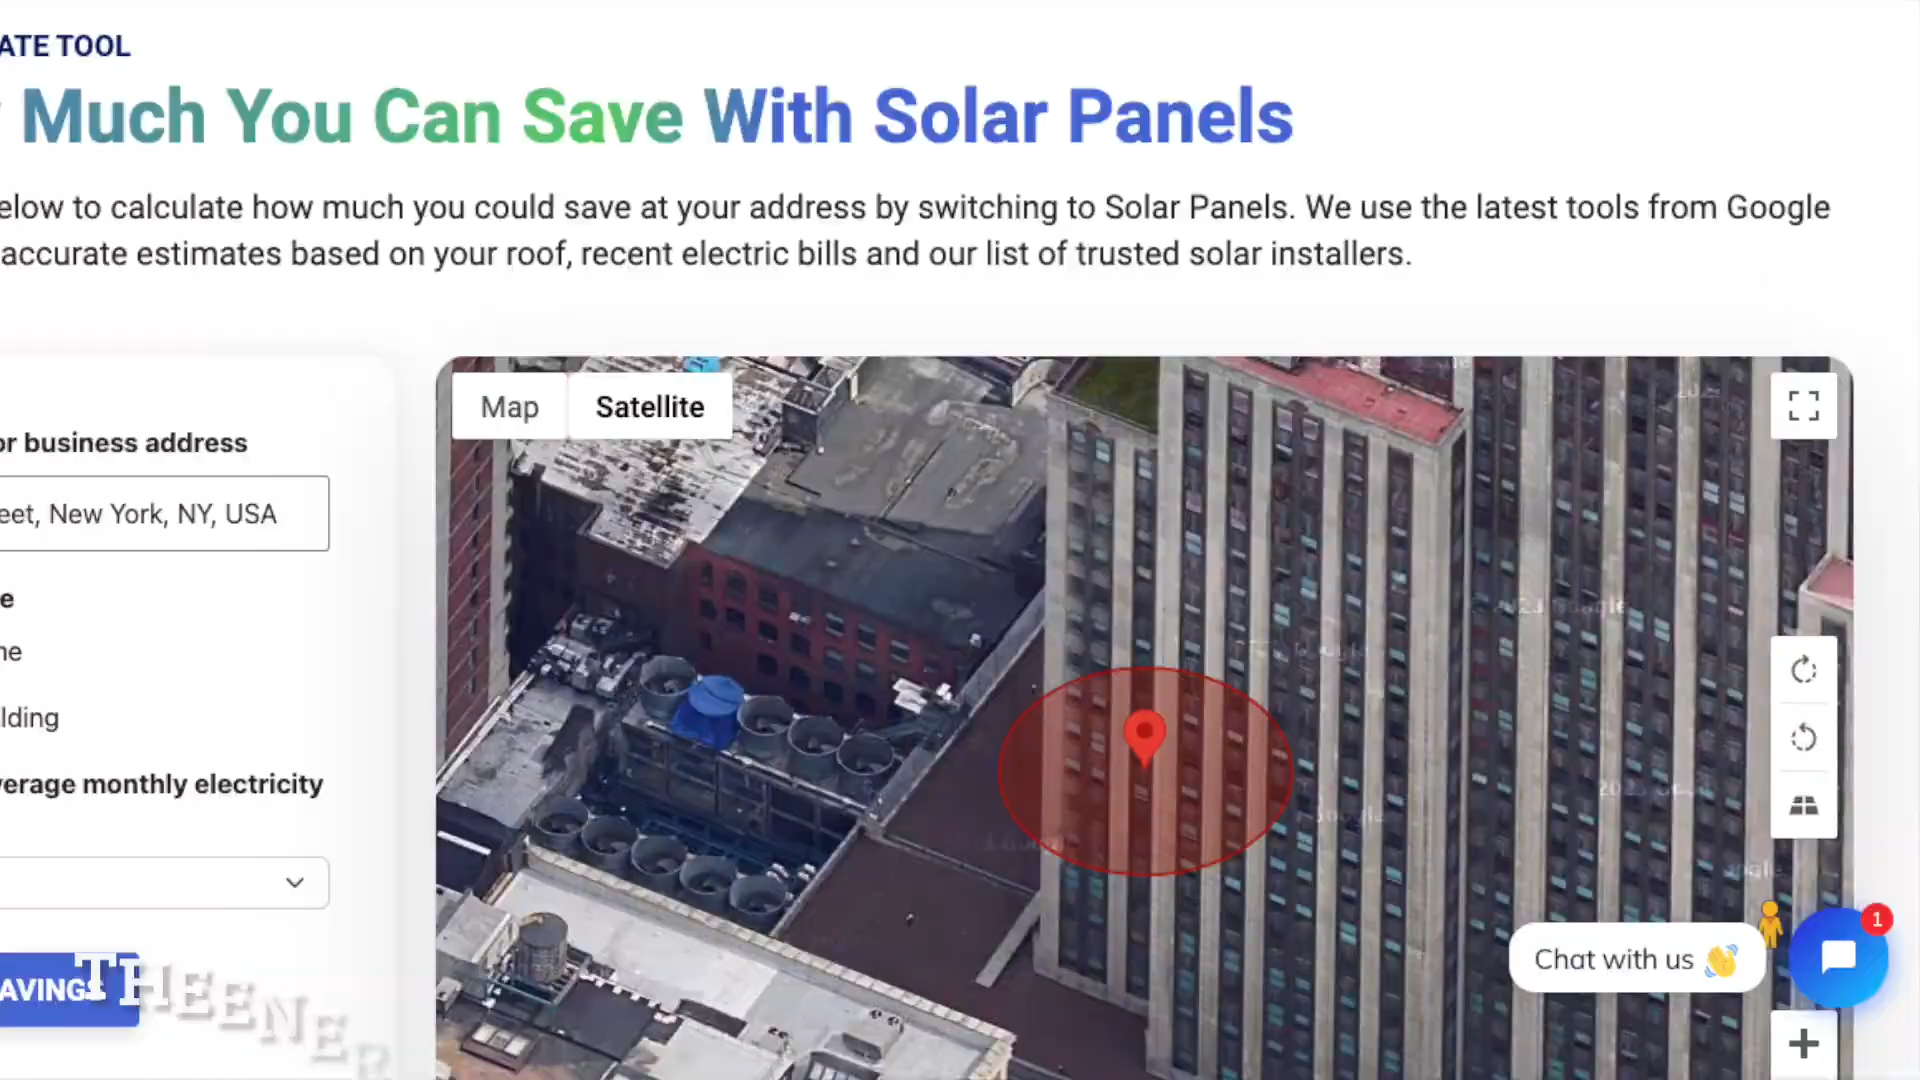 ATE TOOL
Much You Can Save With Solar Panels
elow to calculate how much you could save at your address by switching to Solar Panels. We use the latest tools from Google
accurate estimates based on your roof, recent electric bills and our list of trusted solar installers.
Map
Satellite
or business address
eet, New York, NY, USA
e
ne
lding
verage monthly electricity
AVINGS
THEENER
Chat with us 👋
1